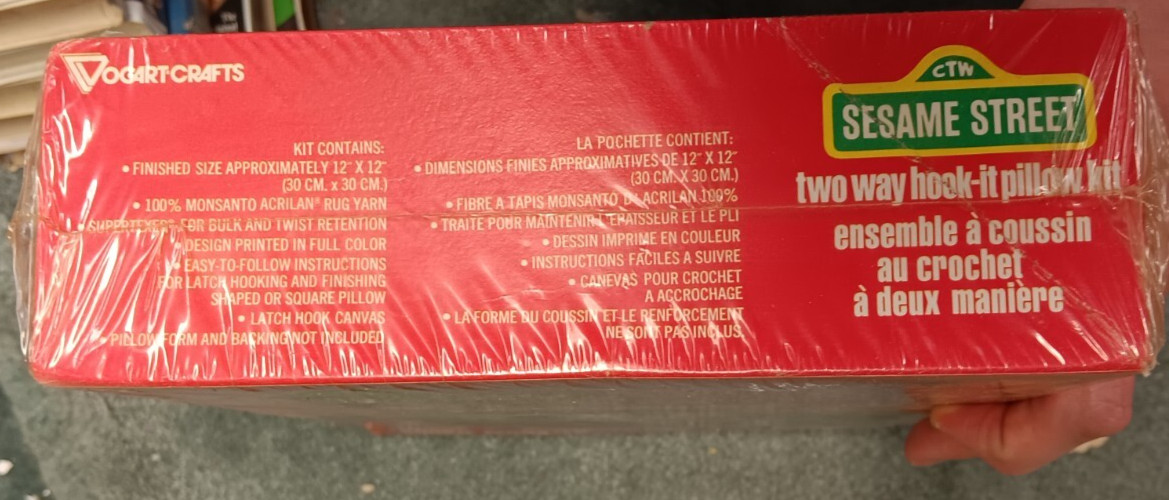 VOGART·CRAFTS
KIT CONTAINS:
• FINISHED SIZE APPROXIMATELY 12" X 12"
(30 CM. x 30 CM.)
• 100% MONSANTO ACRILAN® RUG YARN
SUPERTEXED FOR BULK AND TWIST RETENTION
DESIGN PRINTED IN FULL COLOR
• EASY-TO-FOLLOW INSTRUCTIONS
FOR LATCH HOOKING AND FINISHING
SHAPED OR SQUARE PILLOW
• LATCH HOOK CANVAS
• PILLOW FORM AND BACKING NOT INCLUDED
LA POCHETTE CONTIENT:
• DIMENSIONS FINIES APPROXIMATIVES DE 12" X 12"
(30 CM. x 30 CM.)
• FIBRE A TAPIS MONSANTO D'ACRILAN 100%
• TRAITE POUR MAINTENIR L'EPAISSEUR ET LE PLI
• DESSIN IMPRIME EN COULEUR
• INSTRUCTIONS FACILES A SUIVRE
• CANEVAS POUR CROCHET
A ACCROCHAGE
• LA FORME DU COUSSIN ET LE RENFORCEMENT
NE SONT PAS INCLUS
CTW
SESAME STREET
two way hook-it pillow kit
ensemble à coussin
au crochet
à deux manière